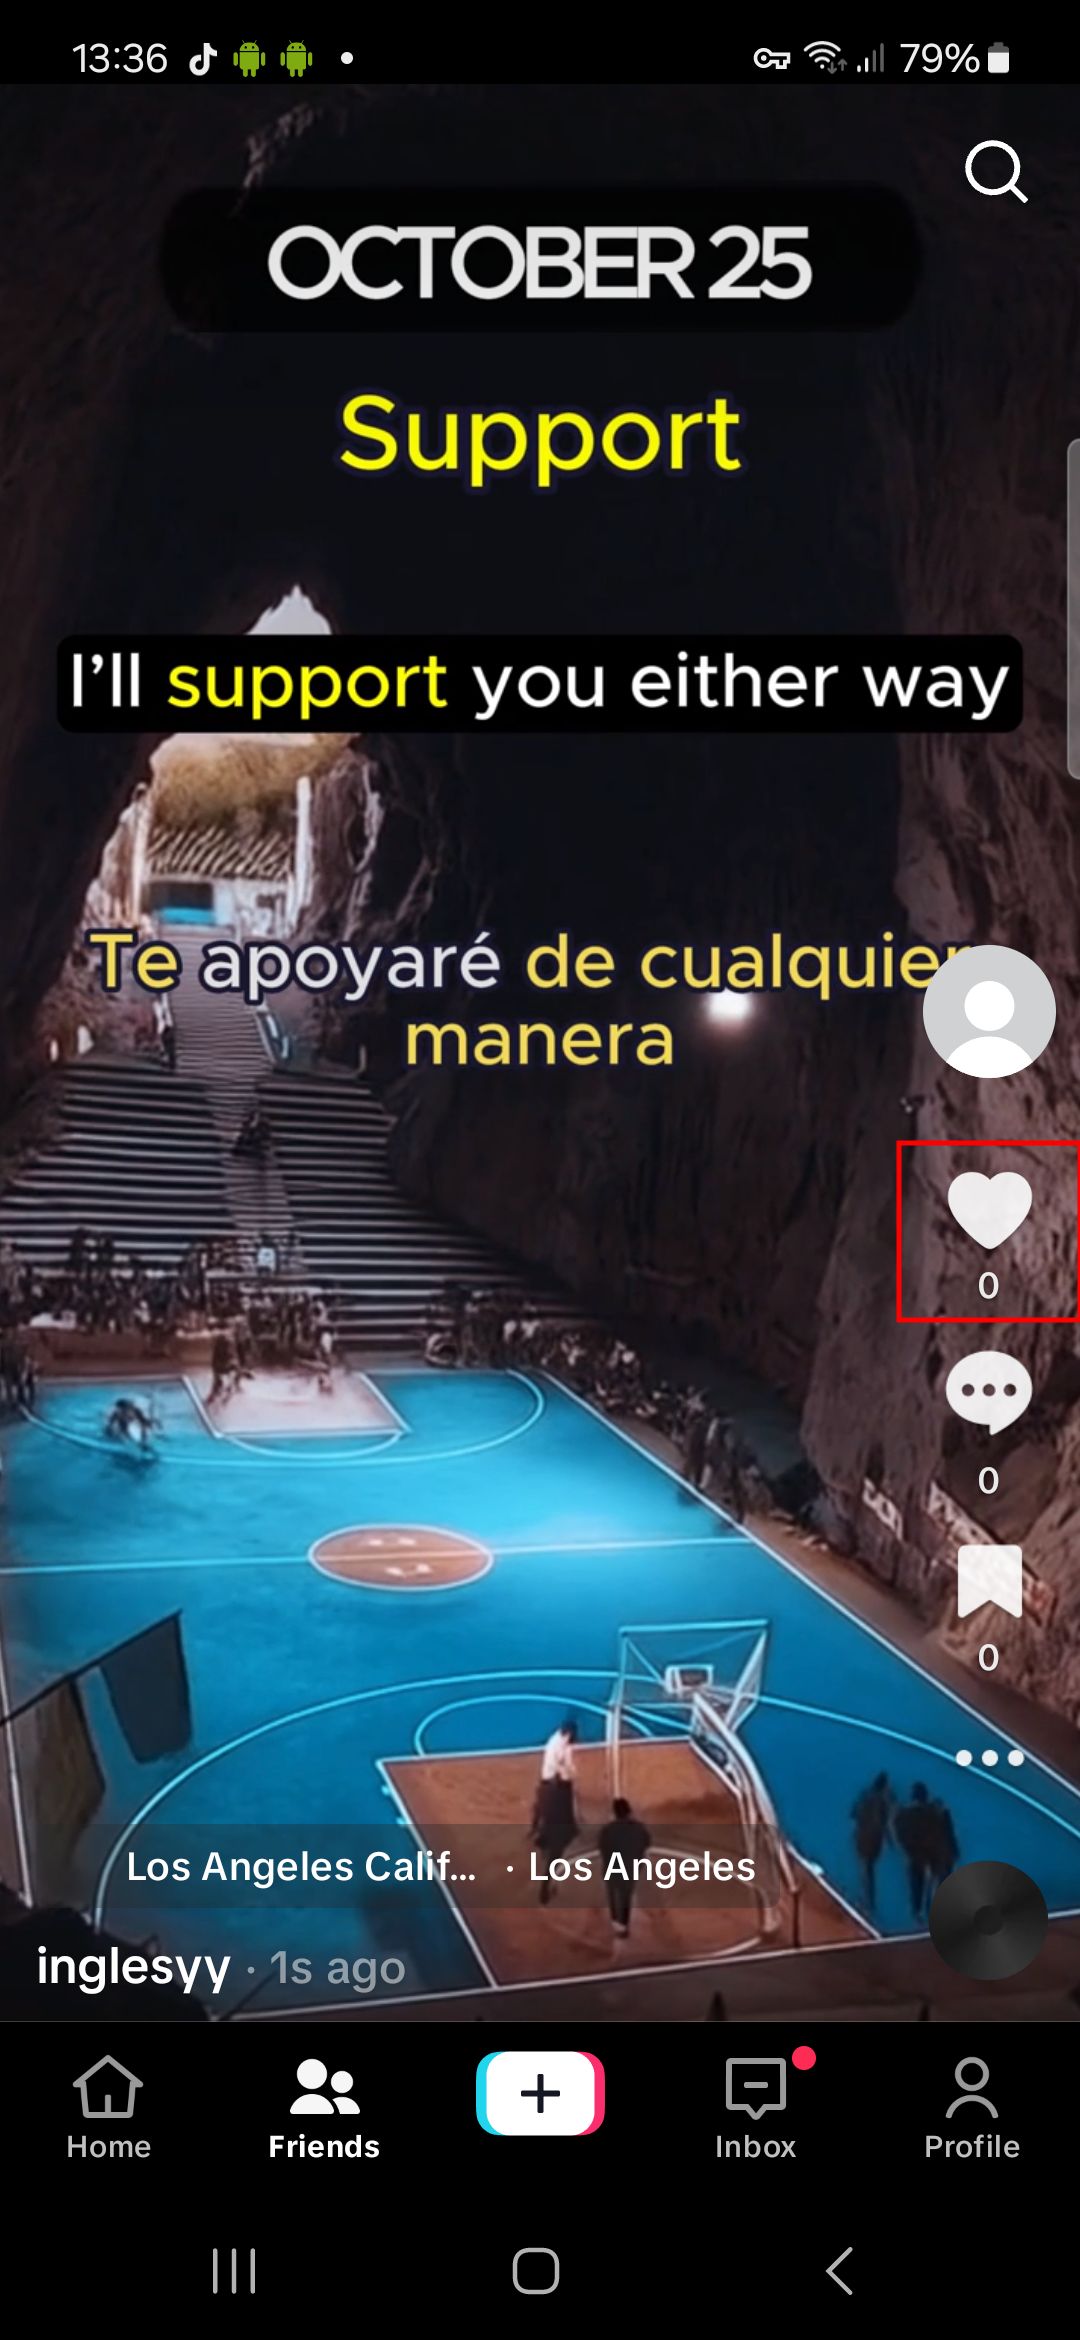 13:36
79%
OCTOBER 25
Support
I'll support you either way
Te apoyaré de cualquier
manera
0
0
0
Los Angeles Calif... · Los Angeles
inglesyy · 1s ago
Home
Friends
Inbox
Profile